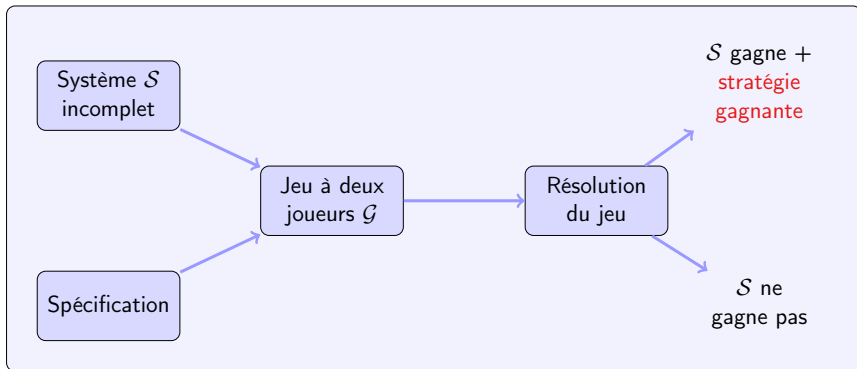 Système 𝒮
incomplet
Spécification
Jeu à deux
joueurs 𝒢
Résolution
du jeu
𝒮 gagne +
stratégie
gagnante
𝒮 ne
gagne pas